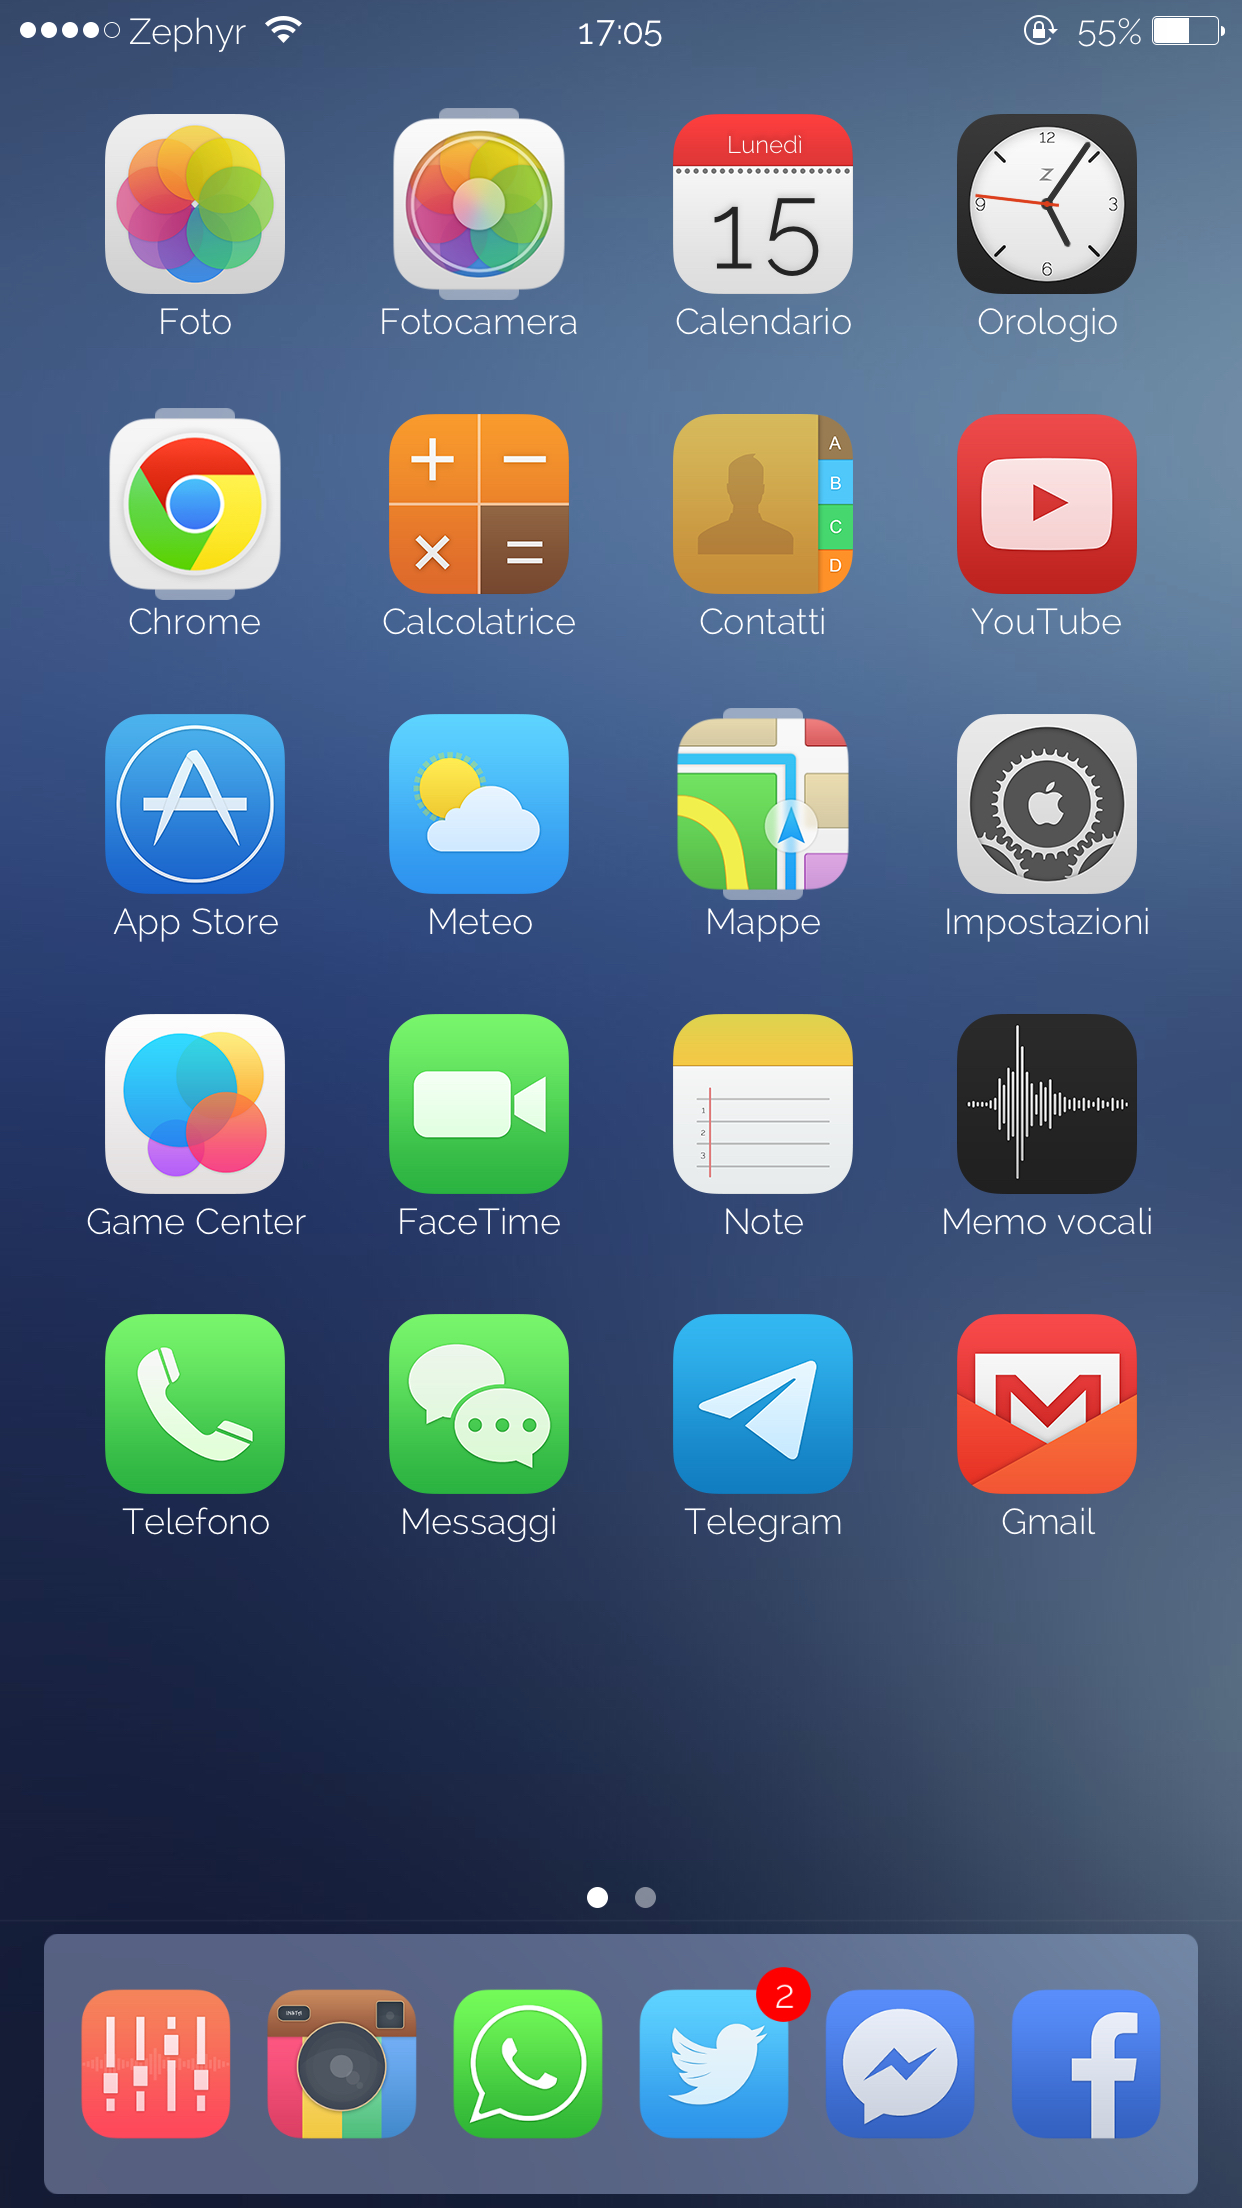 Zephyr 17:05 55%
Lunedì
15
12
Z
9 3
6
Foto Fotocamera Calendario Orologio
A
B
C
D
Chrome Calcolatrice Contatti YouTube
App Store Meteo Mappe Impostazioni
1
2
3
Game Center FaceTime Note Memo vocali
Telefono Messaggi Telegram Gmail
2
INSTA